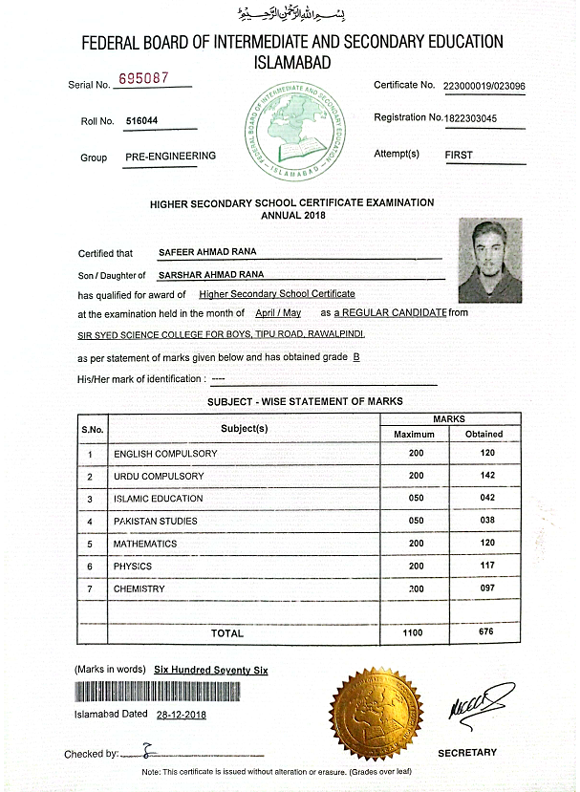 بسم الله الرحمن الرحيم
FEDERAL BOARD OF INTERMEDIATE AND SECONDARY EDUCATION
ISLAMABAD
Serial No. 695087
Certificate No. 223000019/023096
Roll No. 516044
Registration No. 1822303045
Group PRE-ENGINEERING
Attempt(s) FIRST
FEDERAL BOARD OF INTERMEDIATE AND SECONDARY EDUCATION
ISLAMABAD
HIGHER SECONDARY SCHOOL CERTIFICATE EXAMINATION
ANNUAL 2018
Certified that SAFEER AHMAD RANA
Son / Daughter of SARSHAR AHMAD RANA
has qualified for award of Higher Secondary School Certificate
at the examination held in the month of April / May as a REGULAR CANDIDATE from
SIR SYED SCIENCE COLLEGE FOR BOYS, TIPU ROAD, RAWALPINDI.
as per statement of marks given below and has obtained grade B
His/Her mark of identification : ----
SUBJECT - WISE STATEMENT OF MARKS
S.No. Subject(s) MARKS
Maximum Obtained
1 ENGLISH COMPULSORY 200 120
2 URDU COMPULSORY 200 142
3 ISLAMIC EDUCATION 050 042
4 PAKISTAN STUDIES 050 038
5 MATHEMATICS 200 120
6 PHYSICS 200 117
7 CHEMISTRY 200 097
TOTAL 1100 676
(Marks in words) Six Hundred Seventy Six
Islamabad Dated 28-12-2018
Checked by:
SECRETARY
Note: This certificate is issued without alteration or erasure. (Grades over leaf)